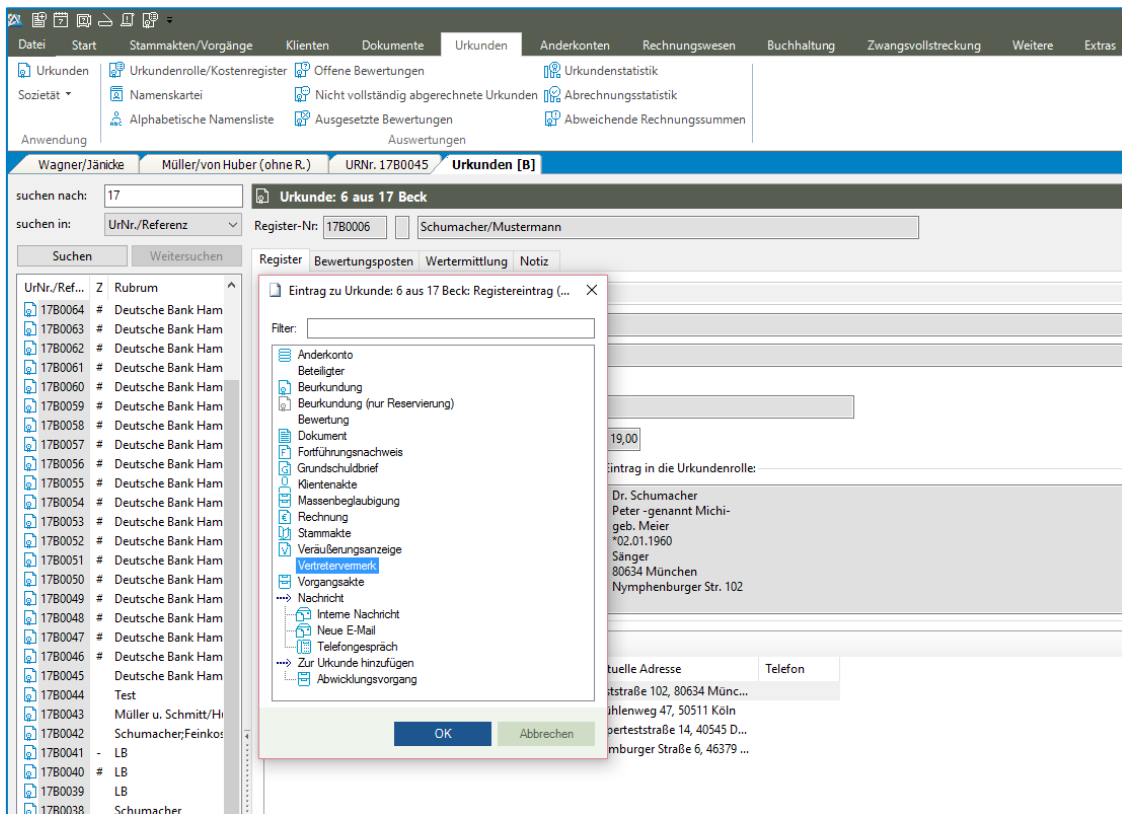 Datei Start Stammakten/Vorgänge Klienten Dokumente Urkunden Anderkonten Rechnungswesen Buchhaltung Zwangsvollstreckung Weitere Extras
Urkunden Urkundenrolle/Kostenregister Offene Bewertungen Urkundenstatistik
Sozietät Namenskartei Nicht vollständig abgerechnete Urkunden Abrechnungsstatistik
Alphabetische Namensliste Ausgesetzte Bewertungen Abweichende Rechnungssummen
Anwendung Auswertungen
Wagner/Jänicke Müller/von Huber (ohne R.) URNr. 17B0045 Urkunden [B]
suchen nach: 17
suchen in: UrNr./Referenz
Suchen Weitersuchen
UrNr./Ref... Z Rubrum
17B0064 # Deutsche Bank Ham
17B0063 # Deutsche Bank Ham
17B0062 # Deutsche Bank Ham
17B0061 # Deutsche Bank Ham
17B0060 # Deutsche Bank Ham
17B0059 # Deutsche Bank Ham
17B0058 # Deutsche Bank Ham
17B0057 # Deutsche Bank Ham
17B0056 # Deutsche Bank Ham
17B0055 # Deutsche Bank Ham
17B0054 # Deutsche Bank Ham
17B0053 # Deutsche Bank Ham
17B0052 # Deutsche Bank Ham
17B0051 # Deutsche Bank Ham
17B0050 # Deutsche Bank Ham
17B0049 # Deutsche Bank Ham
17B0048 # Deutsche Bank Ham
17B0047 # Deutsche Bank Ham
17B0046 # Deutsche Bank Ham
17B0045 Deutsche Bank Ham
17B0044 Test
17B0043 Müller u. Schmitt/H
17B0042 Schumacher;Feinkos
17B0041 - LB
17B0040 # LB
17B0039 LB
17B0038 Schumacher
Urkunde: 6 aus 17 Beck
Register-Nr: 17B0006 Schumacher/Mustermann
Register Bewertungsposten Wertermittlung Notiz
Eintrag zu Urkunde: 6 aus 17 Beck: Registereintrag (...
Filter:
Anderkonto
Beteiligter
Beurkundung
Beurkundung (nur Reservierung)
Bewertung
Dokument
Fortführungsnachweis
Grundschuldbrief
Klientenakte
Massenbeglaubigung
Rechnung
Stammakte
Veräußerungsanzeige
Vertretervermerk
Vorgangsakte
Nachricht
Interne Nachricht
Neue E-Mail
Telefongespräch
Zur Urkunde hinzufügen
Abwicklungsvorgang
OK Abbrechen
19,00
Eintrag in die Urkundenrolle:
Dr. Schumacher
Peter -genannt Michi-
geb. Meier
*02.01.1960
Sänger
80634 München
Nymphenburger Str. 102
tuelle Adresse Telefon
ststraße 102, 80634 Münc...
ühlenweg 47, 50511 Köln
perteststraße 14, 40545 D...
mburger Straße 6, 46379 ...